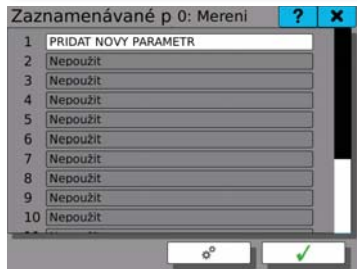 Zaznamenávané p 0: Mereni ? X
1 PRIDAT NOVY PARAMETR
2 Nepoužit
3 Nepoužit
4 Nepoužit
5 Nepoužit
6 Nepoužit
7 Nepoužit
8 Nepoužit
9 Nepoužit
10 Nepoužit